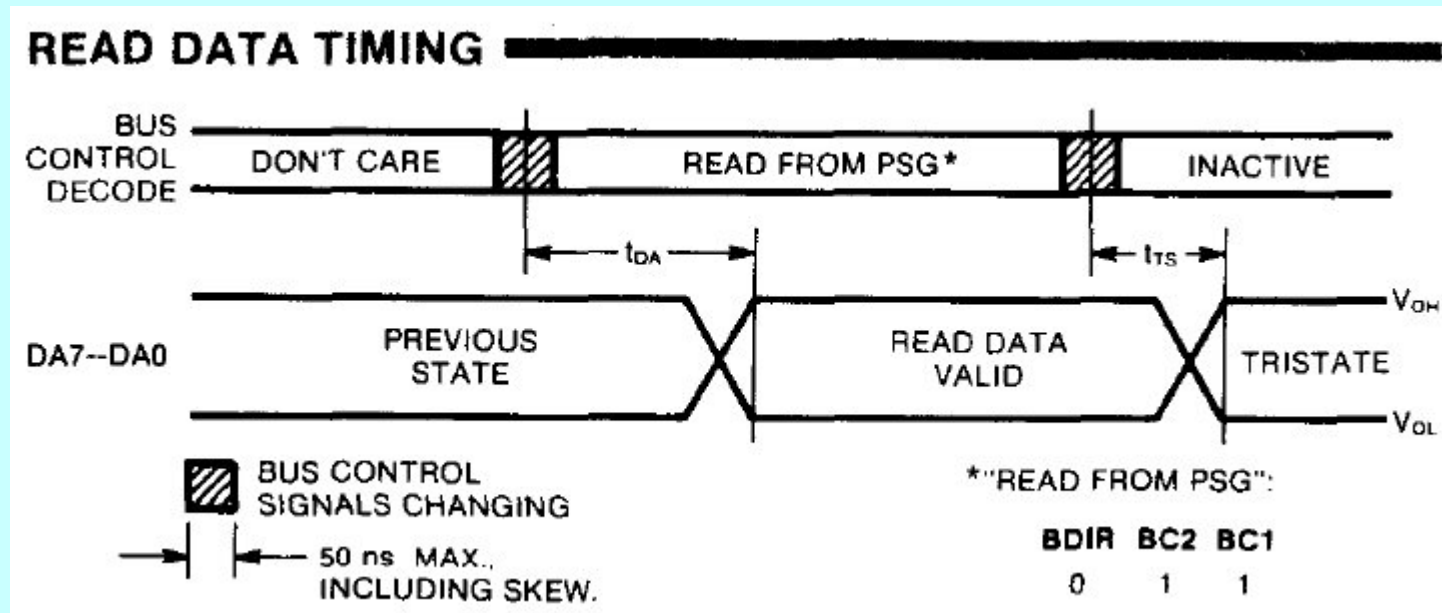 READ DATA TIMING
BUS
CONTROL
DECODE
DON'T CARE
READ FROM PSG*
INACTIVE
tDA
tTS
DA7--DA0
PREVIOUS
STATE
READ DATA
VALID
TRISTATE
VOH
VOL
BUS CONTROL
SIGNALS CHANGING
50 ns MAX.,
INCLUDING SKEW.
*"READ FROM PSG":
BDIR BC2 BC1
0 1 1